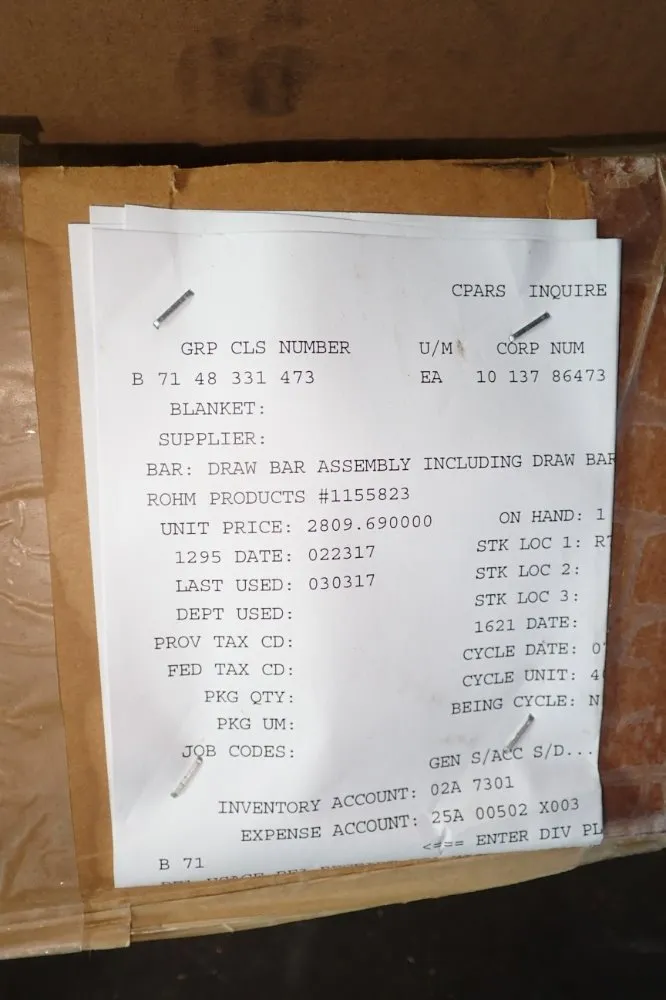 CPARS INQUIRE
GRP CLS NUMBER U/M CORP NUM
B 71 48 331 473 EA 10 137 86473
BLANKET:
SUPPLIER:
BAR: DRAW BAR ASSEMBLY INCLUDING DRAW BAR
ROHM PRODUCTS #1155823
UNIT PRICE: 2809.690000 ON HAND: 1
1295 DATE: 022317 STK LOC 1:
LAST USED: 030317 STK LOC 2:
DEPT USED: STK LOC 3:
PROV TAX CD: 1621 DATE:
FED TAX CD: CYCLE DATE: 0
PKG QTY: CYCLE UNIT: 4
PKG UM: BEING CYCLE: N
JOB CODES: GEN S/ACC S/D...
INVENTORY ACCOUNT: 02A 7301
EXPENSE ACCOUNT: 25A 00502 X003
B 71 <=== ENTER DIV PL